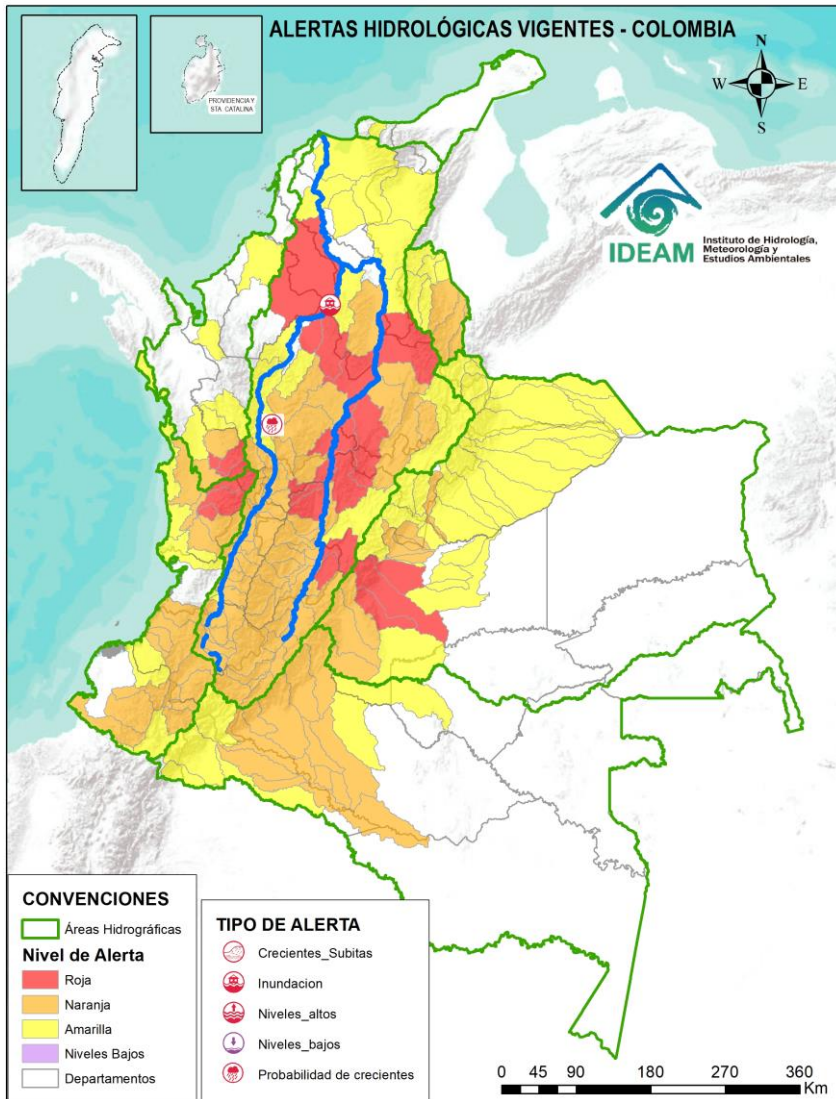 ALERTAS HIDROLÓGICAS VIGENTES - COLOMBIA
PROVIDENCIA Y
STA. CATALINA
N
W
E
S
IDEAM
Instituto de Hidrología,
Meteorología y
Estudios Ambientales
CONVENCIONES
Áreas Hidrográficas
Nivel de Alerta
Roja
Naranja
Amarilla
Niveles Bajos
Departamentos
TIPO DE ALERTA
Crecientes_Subitas
Inundacion
Niveles_altos
Niveles_bajos
Probabilidad de crecientes
0 45 90 180 270 360
Km